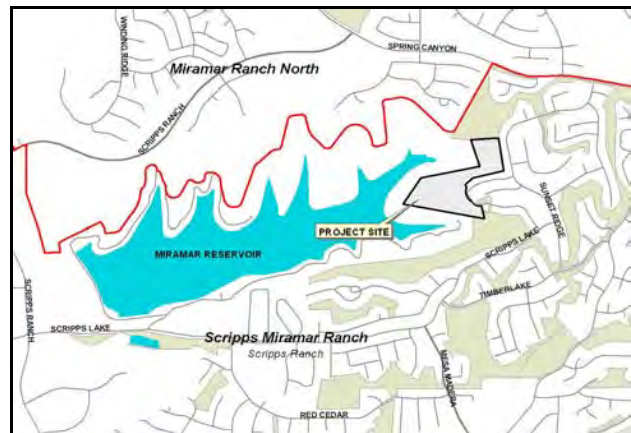 WINDING RIDGE
SPRING CANYON
Miramar Ranch North
SCRIPPS RANCH
PROJECT SITE
SUNSET RIDGE
MIRAMAR RESERVOIR
SCRIPPS LAKE
TIMBERLAKE
SCRIPPS RANCH
SCRIPPS LAKE
Scripps Miramar Ranch
Scripps Ranch
MESA MADERA
RED CEDAR